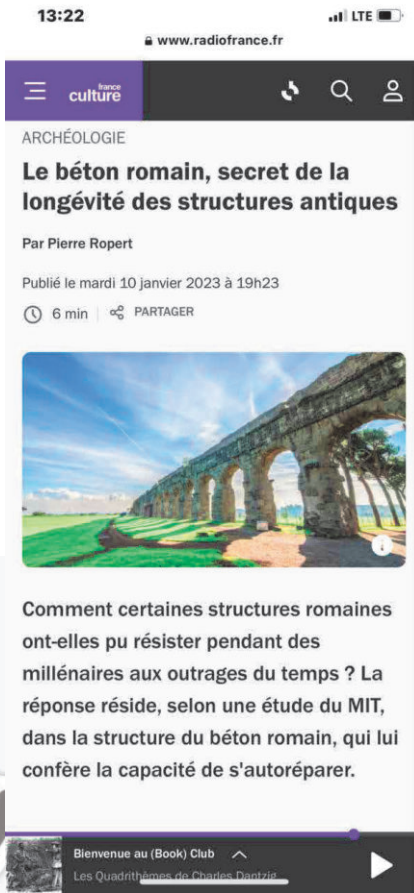 13:22
LTE
www.radiofrance.fr
france
culture
ARCHÉOLOGIE
Le béton romain, secret de la
longévité des structures antiques
Par Pierre Ropert
Publié le mardi 10 janvier 2023 à 19h23
6 min
PARTAGER
i
Comment certaines structures romaines
ont-elles pu résister pendant des
millénaires aux outrages du temps ? La
réponse réside, selon une étude du MIT,
dans la structure du béton romain, qui lui
confère la capacité de s'autoréparer.
Bienvenue au (Book) Club
Les Quadrithèmes de Charles Dantzig